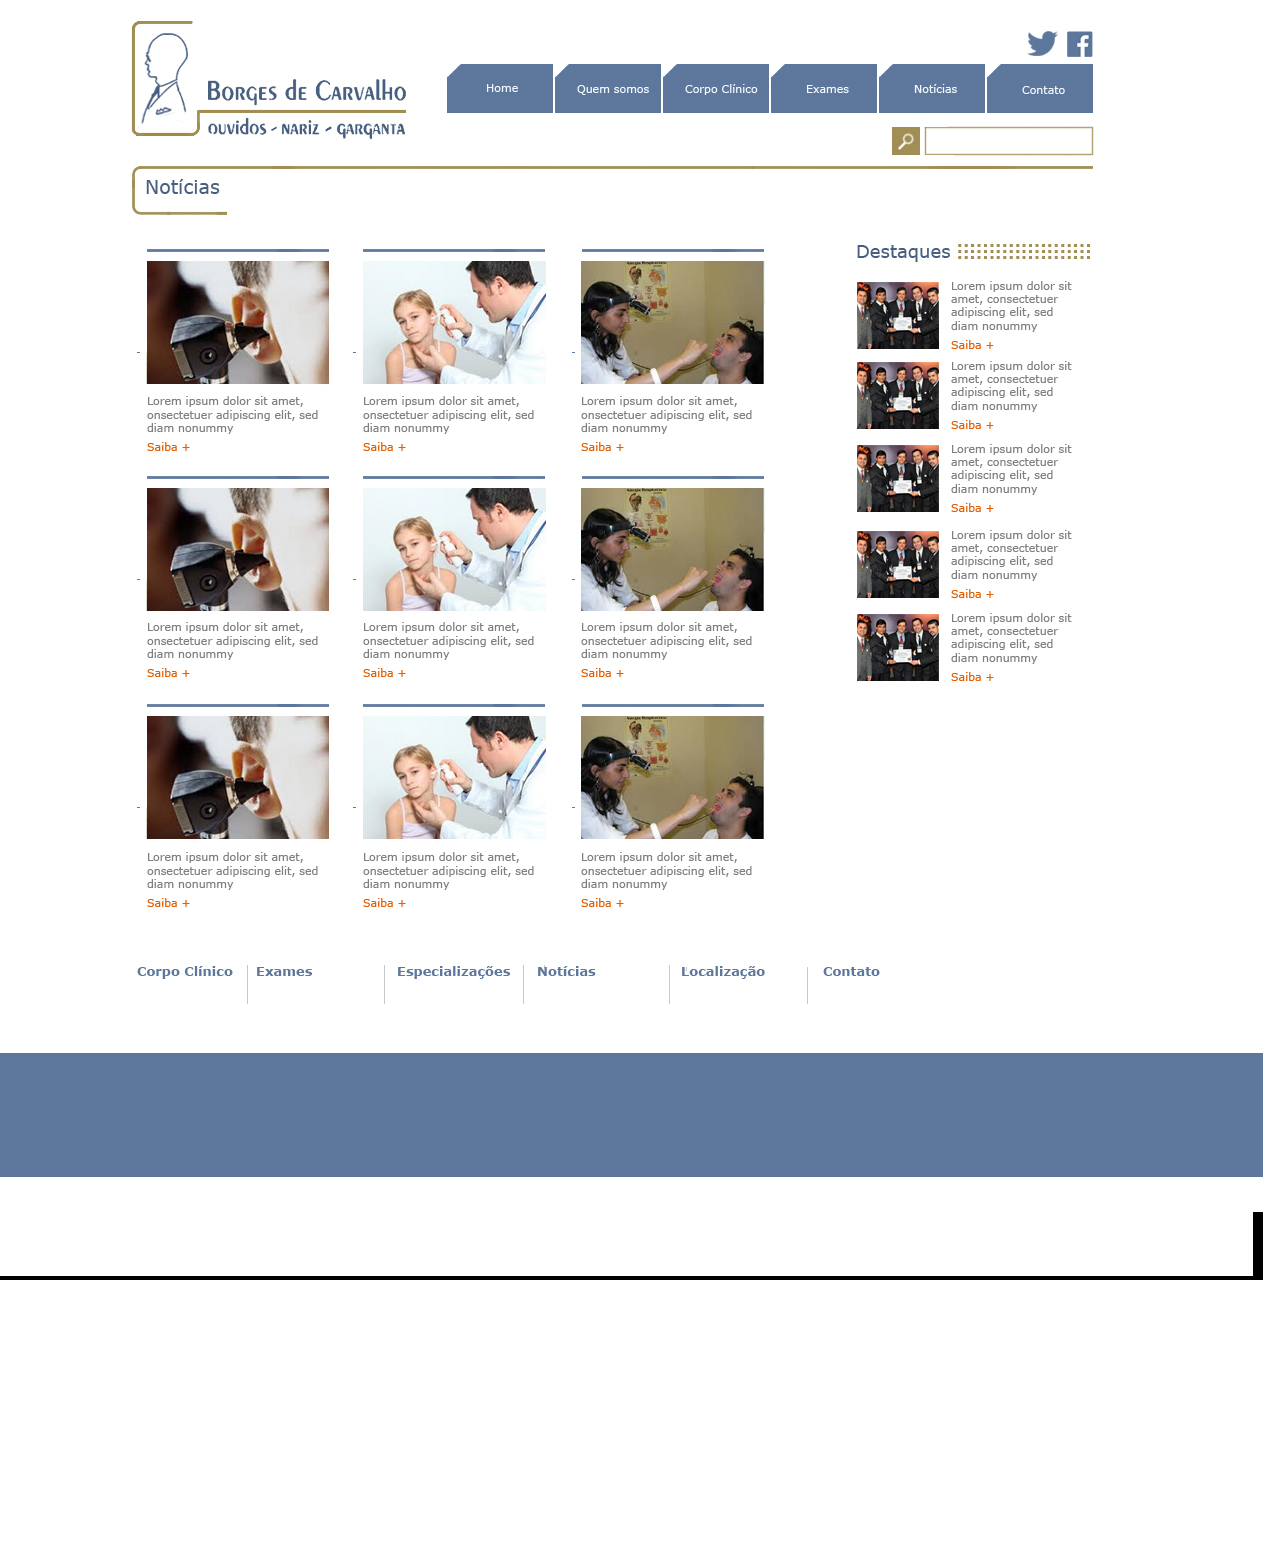 Borges de Carvalho
ouvidos - nariz - garganta
Home
Quem somos
Corpo Clínico
Exames
Notícias
Contato
Notícias
Lorem ipsum dolor sit amet,
onsectetuer adipiscing elit, sed
diam nonummy
Saiba +
Lorem ipsum dolor sit amet,
onsectetuer adipiscing elit, sed
diam nonummy
Saiba +
Lorem ipsum dolor sit amet,
onsectetuer adipiscing elit, sed
diam nonummy
Saiba +
Lorem ipsum dolor sit amet,
onsectetuer adipiscing elit, sed
diam nonummy
Saiba +
Lorem ipsum dolor sit amet,
onsectetuer adipiscing elit, sed
diam nonummy
Saiba +
Lorem ipsum dolor sit amet,
onsectetuer adipiscing elit, sed
diam nonummy
Saiba +
Lorem ipsum dolor sit amet,
onsectetuer adipiscing elit, sed
diam nonummy
Saiba +
Lorem ipsum dolor sit amet,
onsectetuer adipiscing elit, sed
diam nonummy
Saiba +
Lorem ipsum dolor sit amet,
onsectetuer adipiscing elit, sed
diam nonummy
Saiba +
Destaques
Lorem ipsum dolor sit
amet, consectetuer
adipiscing elit, sed
diam nonummy
Saiba +
Lorem ipsum dolor sit
amet, consectetuer
adipiscing elit, sed
diam nonummy
Saiba +
Lorem ipsum dolor sit
amet, consectetuer
adipiscing elit, sed
diam nonummy
Saiba +
Lorem ipsum dolor sit
amet, consectetuer
adipiscing elit, sed
diam nonummy
Saiba +
Lorem ipsum dolor sit
amet, consectetuer
adipiscing elit, sed
diam nonummy
Saiba +
Corpo Clínico
Exames
Especializações
Notícias
Localização
Contato